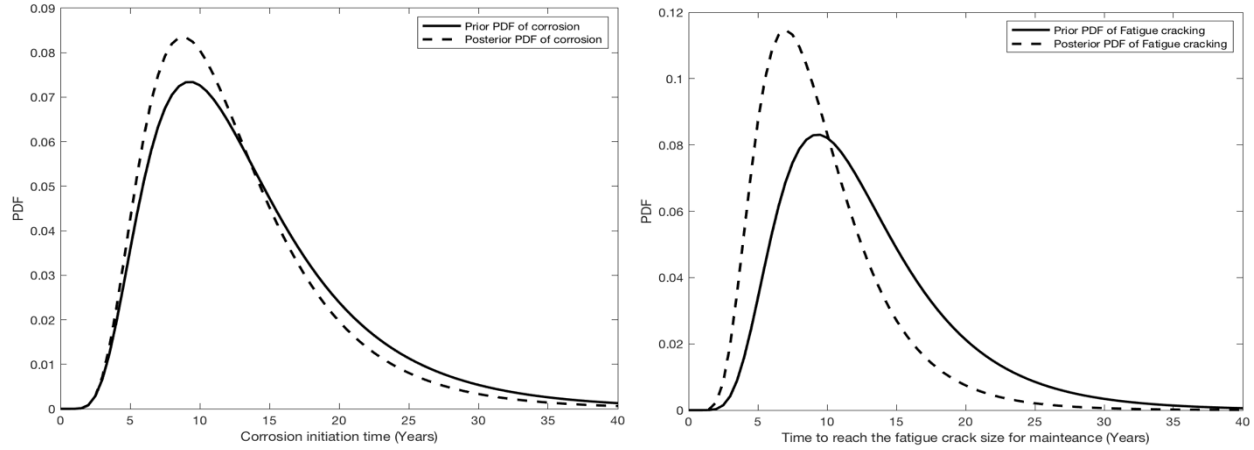 0.09
0.08
0.07
0.06
0.05
0.04
0.03
0.02
0.01
0
PDF
Prior PDF of corrosion
Posterior PDF of corrosion
0 5 10 15 20 25 30 35 40
Corrosion initiation time (Years)
0.12
0.1
0.08
0.06
0.04
0.02
0
PDF
Prior PDF of Fatigue cracking
Posterior PDF of Fatigue cracking
0 5 10 15 20 25 30 35 40
Time to reach the fatigue crack size for mainteance (Years)